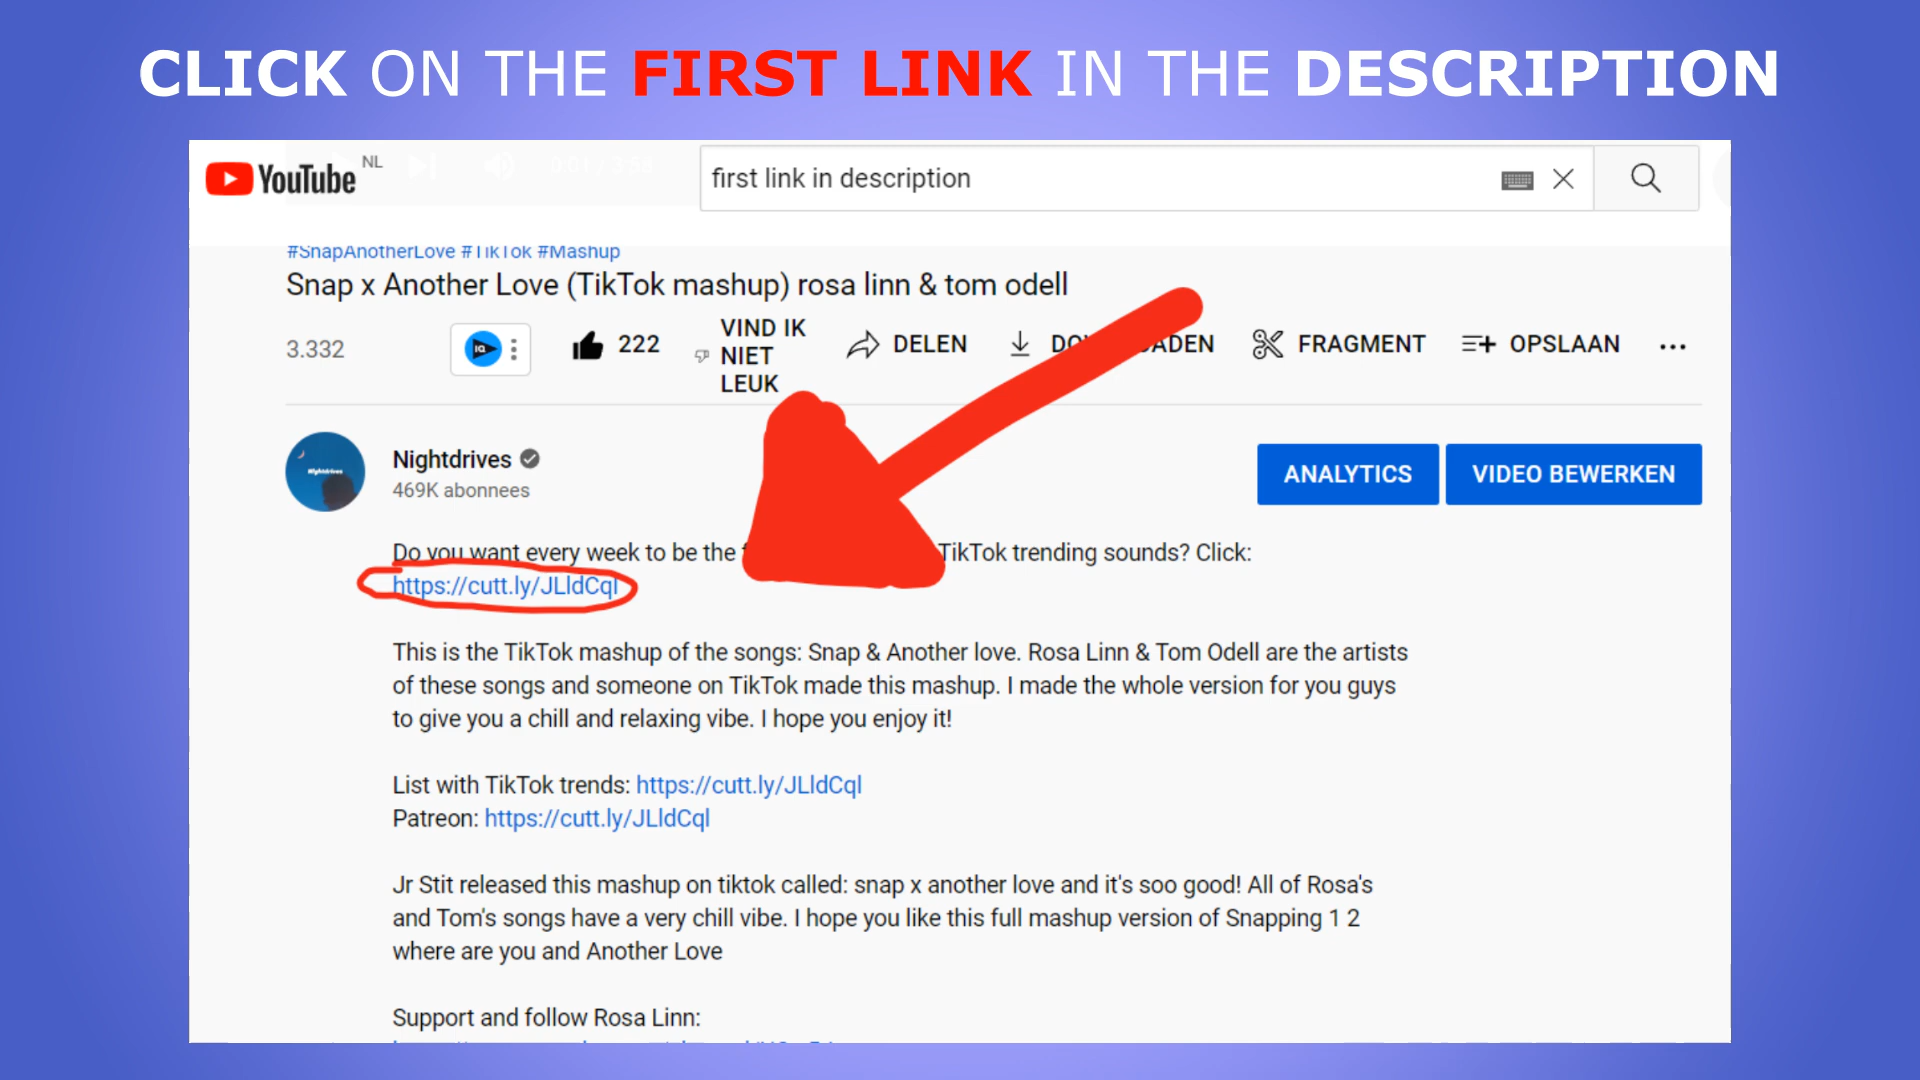 CLICK ON THE FIRST LINK IN THE DESCRIPTION
YouTube NL
first link in description
#SnapAnotherLove #TikTok #Mashup
Snap x Another Love (TikTok mashup) rosa linn & tom odell
3.332
IQ
222
VIND IK
NIET
LEUK
DELEN
FRAGMENT
OPSLAAN
Nightdrives
469K abonnees
ANALYTICS
VIDEO BEWERKEN
Do you want every week to be the TikTok trending sounds? Click:
https://cutt.ly/JLldCql
This is the TikTok mashup of the songs: Snap & Another love. Rosa Linn & Tom Odell are the artists
of these songs and someone on TikTok made this mashup. I made the whole version for you guys
to give you a chill and relaxing vibe. I hope you enjoy it!
List with TikTok trends: https://cutt.ly/JLldCql
Patreon: https://cutt.ly/JLldCql
Jr Stit released this mashup on tiktok called: snap x another love and it's soo good! All of Rosa's
and Tom's songs have a very chill vibe. I hope you like this full mashup version of Snapping 1 2
where are you and Another Love
Support and follow Rosa Linn: